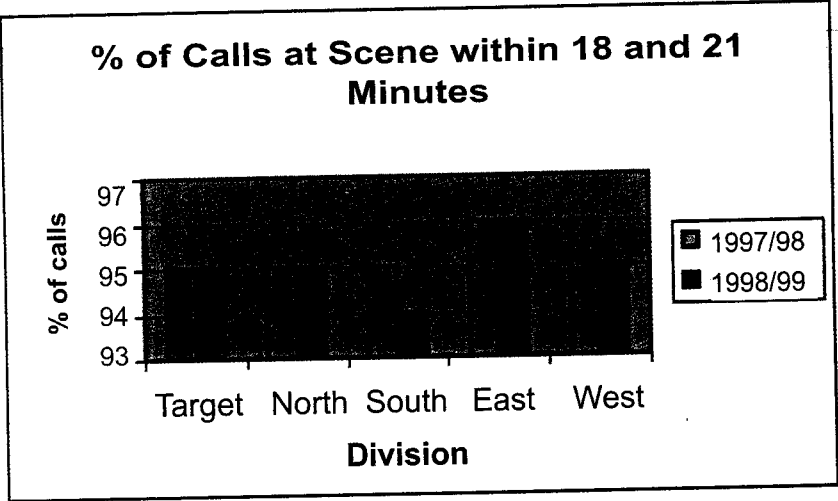 % of Calls at Scene within 18 and 21
Minutes
% of calls
97
96
95
94
93
Target North South East West
Division
1997/98
1998/99